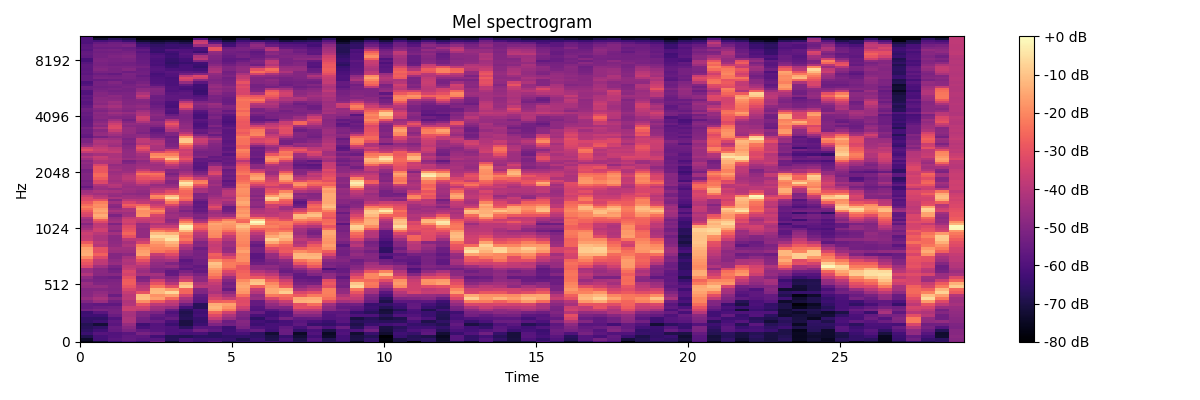 Mel spectrogram
8192
4096
2048
1024
512
0
Hz
0 5 10 15 20 25
Time
+0 dB
-10 dB
-20 dB
-30 dB
-40 dB
-50 dB
-60 dB
-70 dB
-80 dB